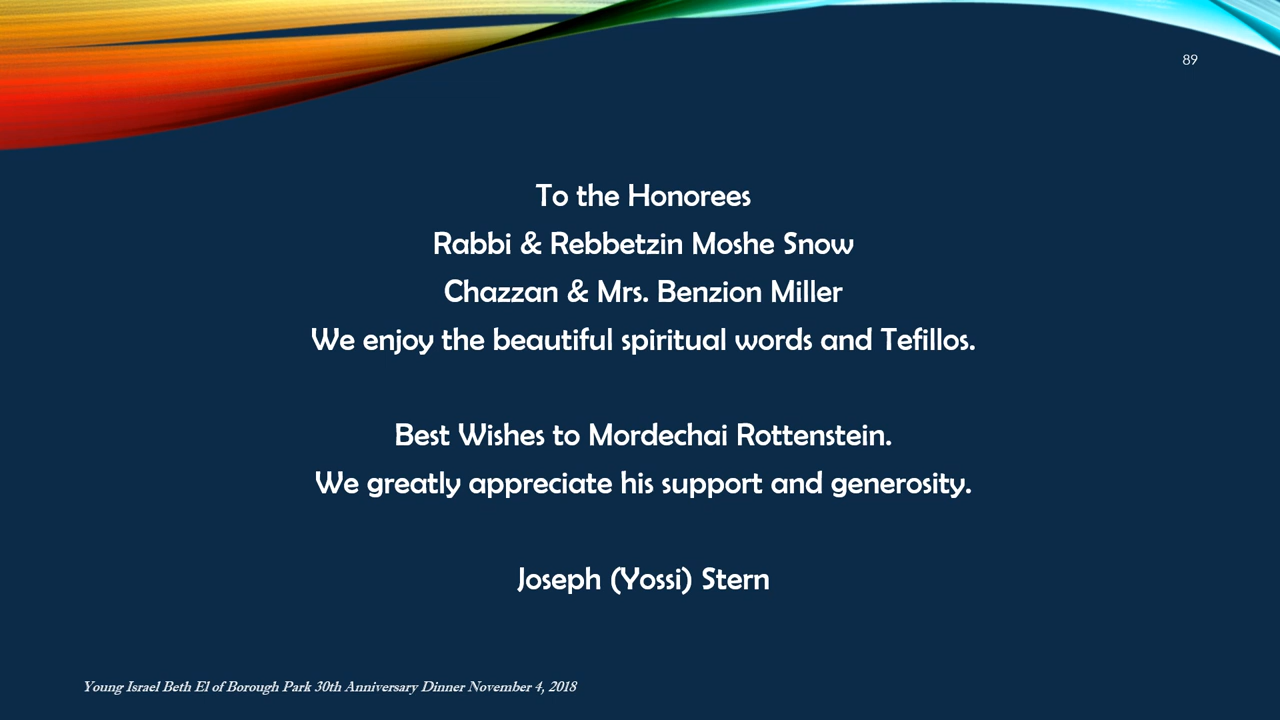 89
To the Honorees
Rabbi & Rebbetzin Moshe Snow
Chazzan & Mrs. Benzion Miller
We enjoy the beautiful spiritual words and Tefillos.
Best Wishes to Mordechai Rottenstein.
We greatly appreciate his support and generosity.
Joseph (Yossi) Stern
Young Israel Beth El of Borough Park 30th Anniversary Dinner November 4, 2018